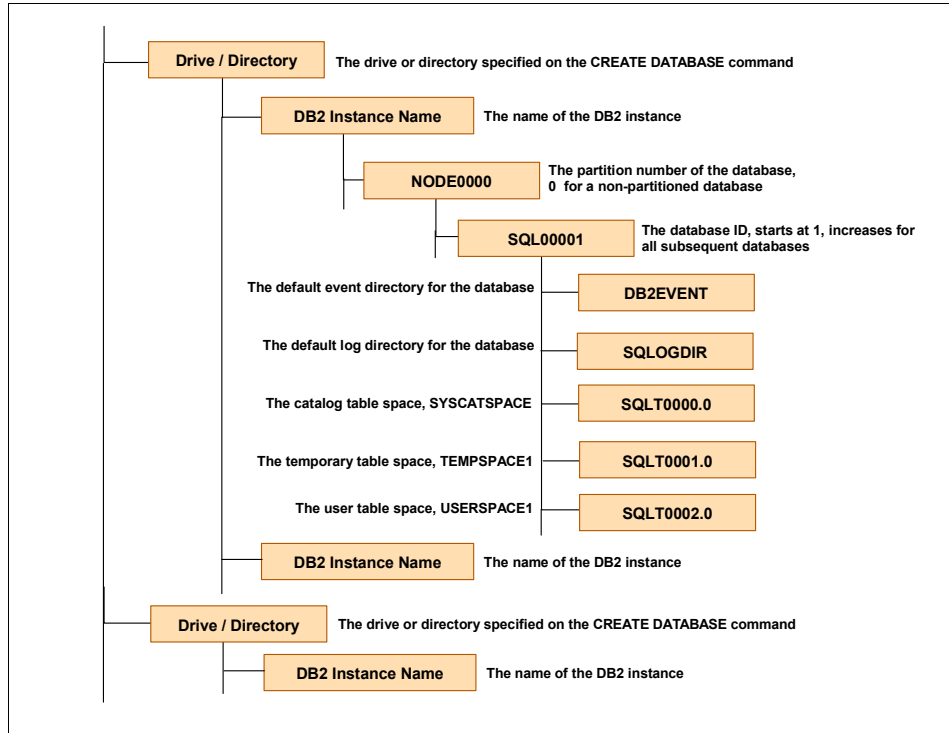 Drive / Directory
The drive or directory specified on the CREATE DATABASE command
DB2 Instance Name
The name of the DB2 instance
NODE0000
The partition number of the database,
0 for a non-partitioned database
SQL00001
The database ID, starts at 1, increases for
all subsequent databases
The default event directory for the database
DB2EVENT
The default log directory for the database
SQLOGDIR
The catalog table space, SYSCATSPACE
SQLT0000.0
The temporary table space, TEMPSPACE1
SQLT0001.0
The user table space, USERSPACE1
SQLT0002.0
DB2 Instance Name
The name of the DB2 instance
Drive / Directory
The drive or directory specified on the CREATE DATABASE command
DB2 Instance Name
The name of the DB2 instance